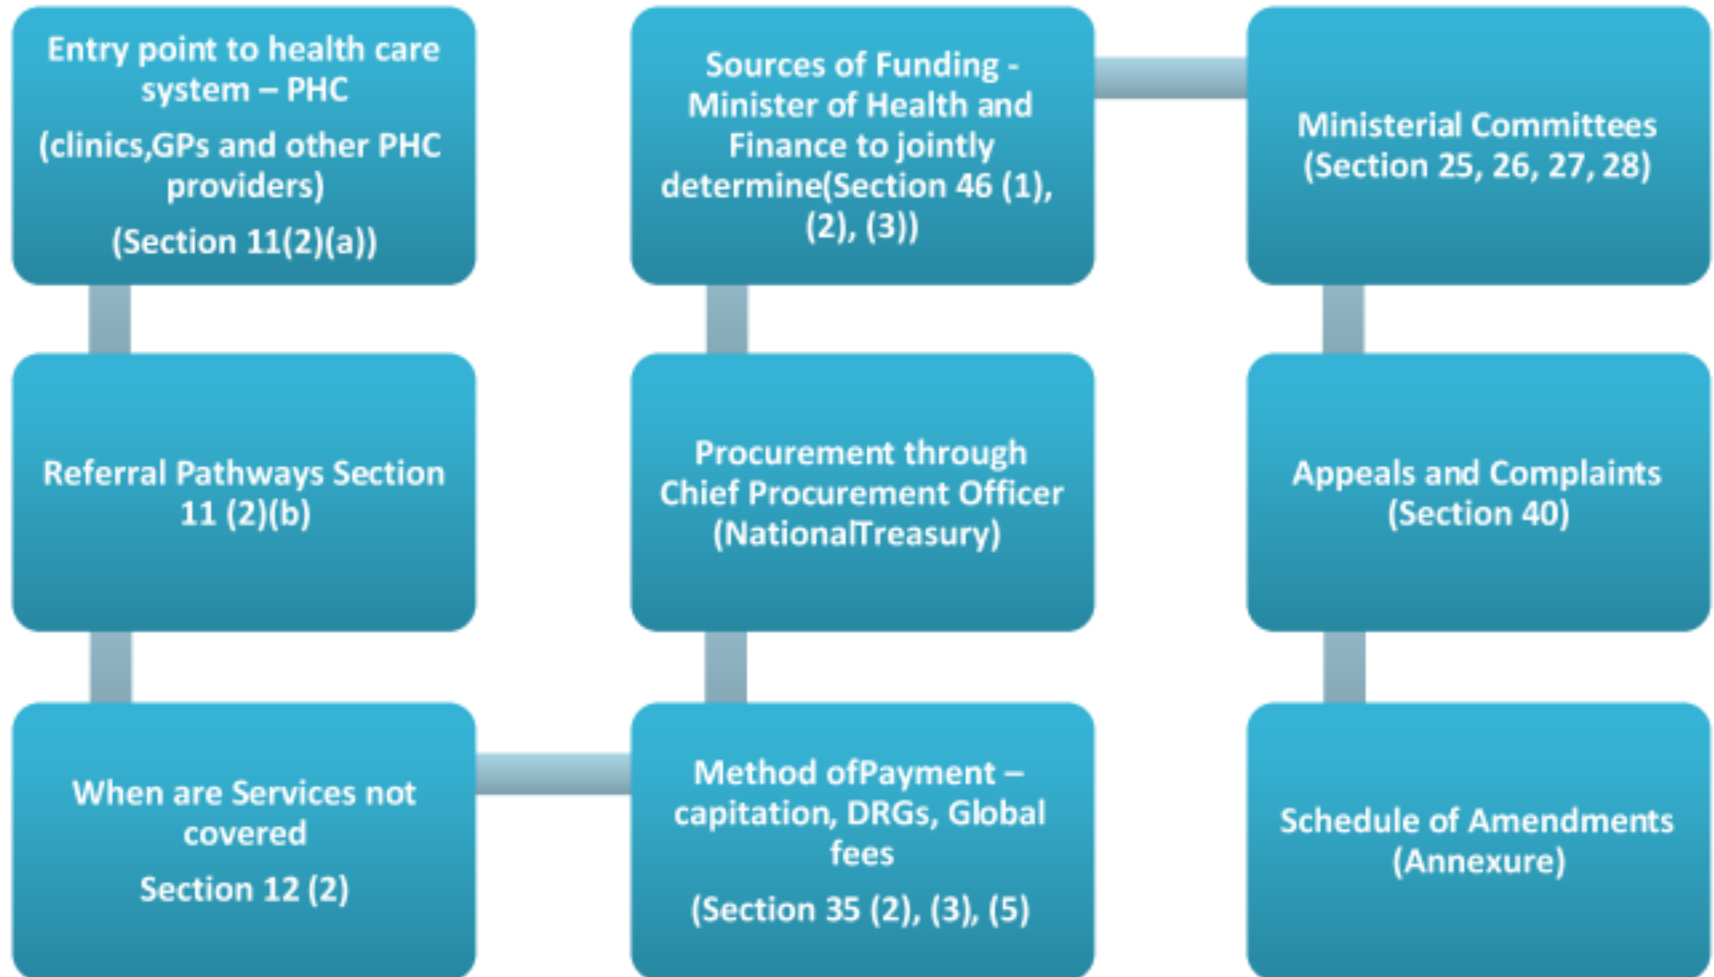 Entry point to health care
system – PHC
(clinics,GPs and other PHC
providers)
(Section 11(2)(a))
Referral Pathways Section
11 (2)(b)
When are Services not
covered
Section 12 (2)
Method ofPayment –
capitation, DRGs, Global
fees
(Section 35 (2), (3), (5)
Procurement through
Chief Procurement Officer
(NationalTreasury)
Sources of Funding -
Minister of Health and
Finance to jointly
determine(Section 46 (1),
(2), (3))
Ministerial Committees
(Section 25, 26, 27, 28)
Appeals and Complaints
(Section 40)
Schedule of Amendments
(Annexure)